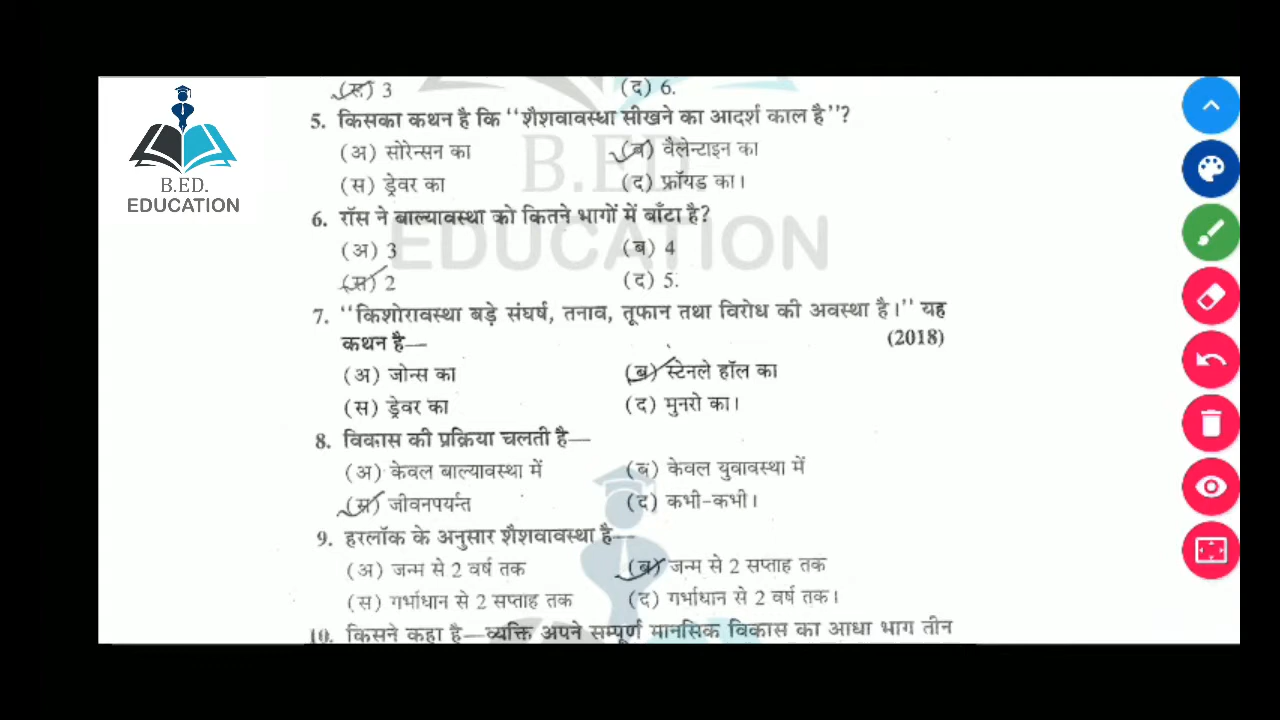 B.ED.
EDUCATION
(स) 3 (द) 6.
5. किसका कथन है कि "शैशवावस्था सीखने का आदर्श काल है"?
(अ) सोरेन्सन का (ब) वैलेन्टाइन का
(स) ड्रेवर का (द) फ्रॉयड का।
6. रॉस ने बाल्यावस्था को कितने भागों में बाँटा है?
(अ) 3 (ब) 4
(स) 2 (द) 5.
7. "किशोरावस्था बड़े संघर्ष, तनाव, तूफान तथा विरोध की अवस्था है।" यह
कथन है— (2018)
(अ) जोन्स का (ब) स्टेनले हॉल का
(स) ड्रेवर का (द) मुनरो का।
8. विकास की प्रक्रिया चलती है—
(अ) केवल बाल्यावस्था में (ब) केवल युवावस्था में
(स) जीवनपर्यन्त (द) कभी-कभी।
9. हरलॉक के अनुसार शैशवावस्था है—
(अ) जन्म से 2 वर्ष तक (ब) जन्म से 2 सप्ताह तक
(स) गर्भाधान से 2 सप्ताह तक (द) गर्भाधान से 2 वर्ष तक।
10. किसने कहा है—व्यक्ति अपने सम्पूर्ण मानसिक विकास का आधा भाग तीन
B.ED
EDUCATION